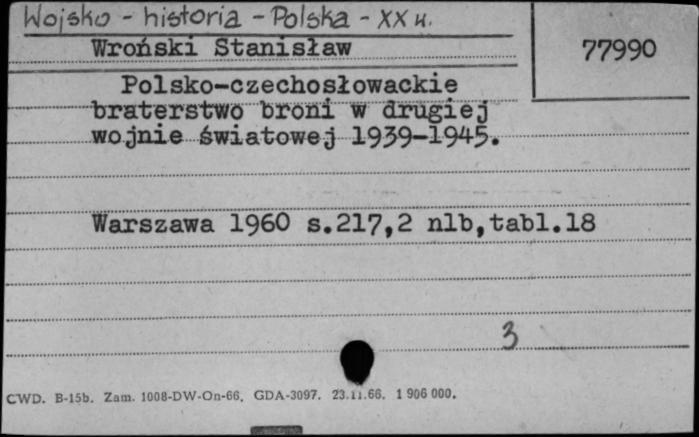 Wojsko - historia - Polska - XX w.
Wroński Stanisław
77990
Polsko-czechosłowackie
braterstwo broni w drugiej
wojnie światowej 1939-1945.
Warszawa 1960 s.217,2 nlb,tabl.18
3
CWD. B-15b. Zam. 1008-DW-On-66. GDA-3097. 23.11.66. 1 906 000.